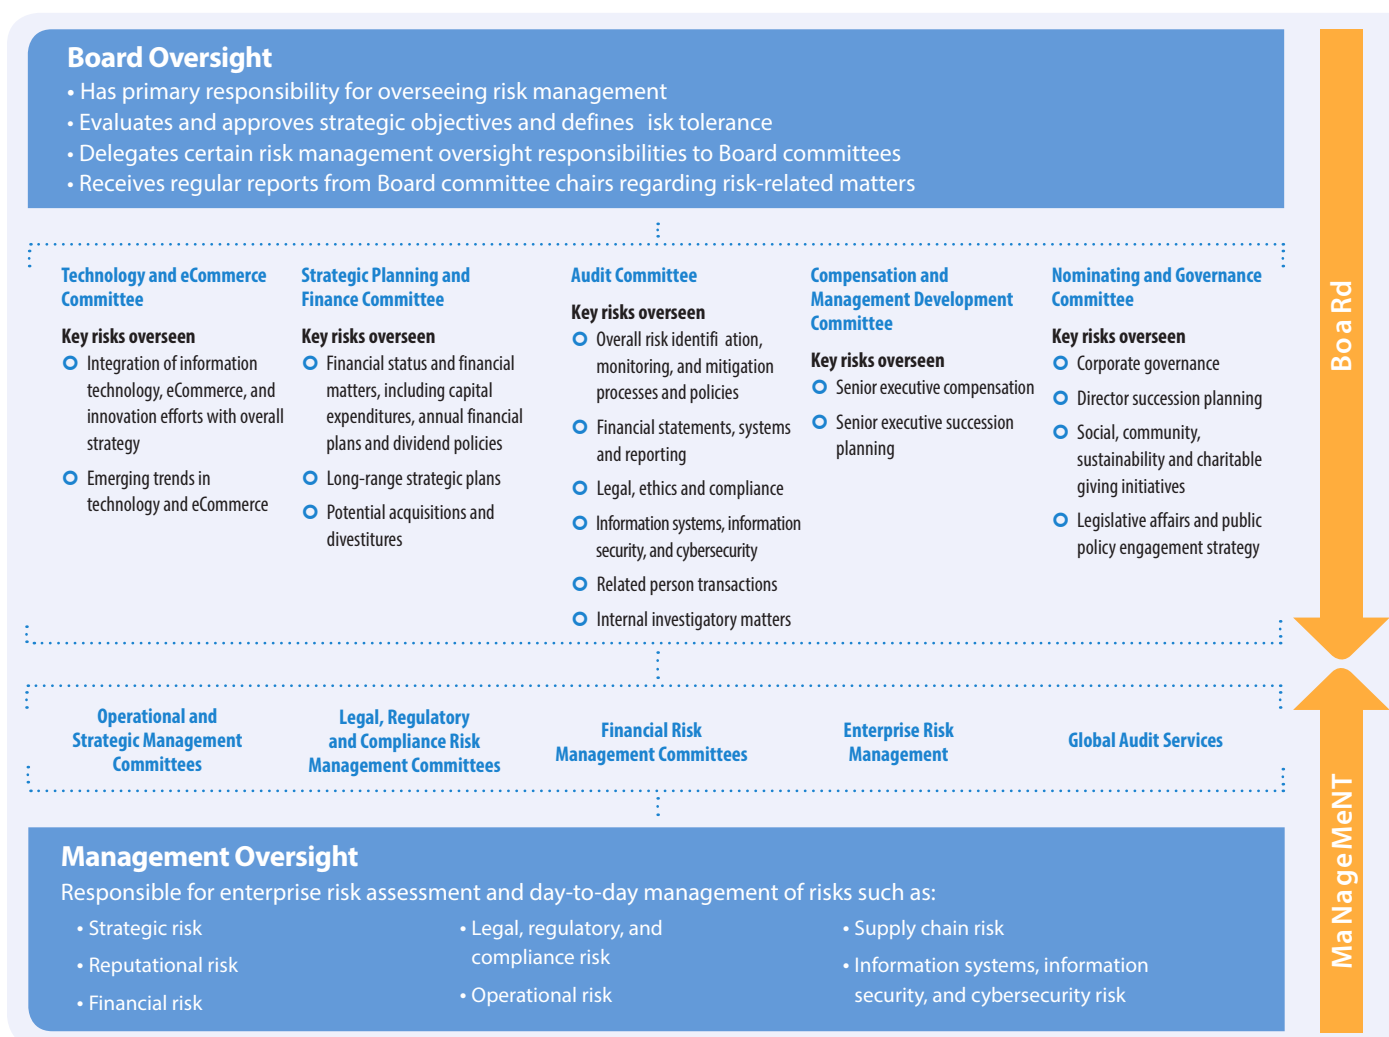 Board Oversight
• Has primary responsibility for overseeing risk management
• Evaluates and approves strategic objectives and defines isk tolerance
• Delegates certain risk management oversight responsibilities to Board committees
• Receives regular reports from Board committee chairs regarding risk-related matters
Technology and eCommerce
Committee
Key risks overseen
Integration of information
technology, eCommerce, and
innovation efforts with overall
strategy
Emerging trends in
technology and eCommerce
Strategic Planning and
Finance Committee
Key risks overseen
Financial status and financial
matters, including capital
expenditures, annual financial
plans and dividend policies
Long-range strategic plans
Potential acquisitions and
divestitures
Audit Committee
Key risks overseen
Overall risk identifi ation,
monitoring, and mitigation
processes and policies
Financial statements, systems
and reporting
Legal, ethics and compliance
Information systems, information
security, and cybersecurity
Related person transactions
Internal investigatory matters
Compensation and
Management Development
Committee
Key risks overseen
Senior executive compensation
Senior executive succession
planning
Nominating and Governance
Committee
Key risks overseen
Corporate governance
Director succession planning
Social, community,
sustainability and charitable
giving initiatives
Legislative affairs and public
policy engagement strategy
Boa Rd
Operational and
Strategic Management
Committees
Legal, Regulatory
and Compliance Risk
Management Committees
Financial Risk
Management Committees
Enterprise Risk
Management
Global Audit Services
Management Oversight
Responsible for enterprise risk assessment and day-to-day management of risks such as:
• Strategic risk
• Reputational risk
• Financial risk
• Legal, regulatory, and
compliance risk
• Operational risk
• Supply chain risk
• Information systems, information
security, and cybersecurity risk
Ma NageMeNT